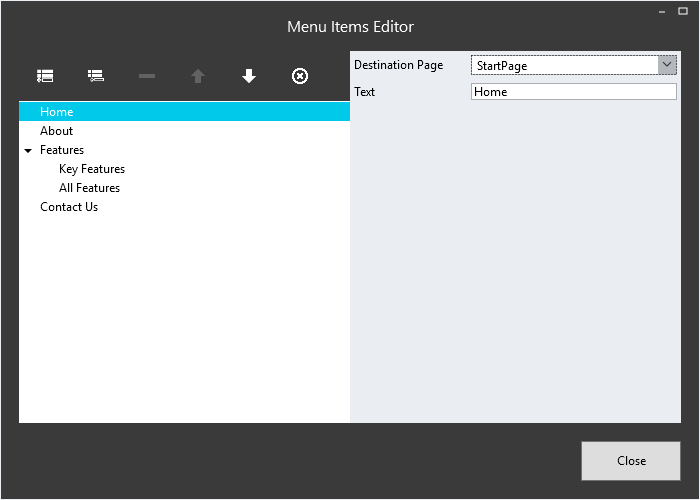 Menu Items Editor
Destination Page StartPage
Text Home
Home
About
Features
Key Features
All Features
Contact Us
Close